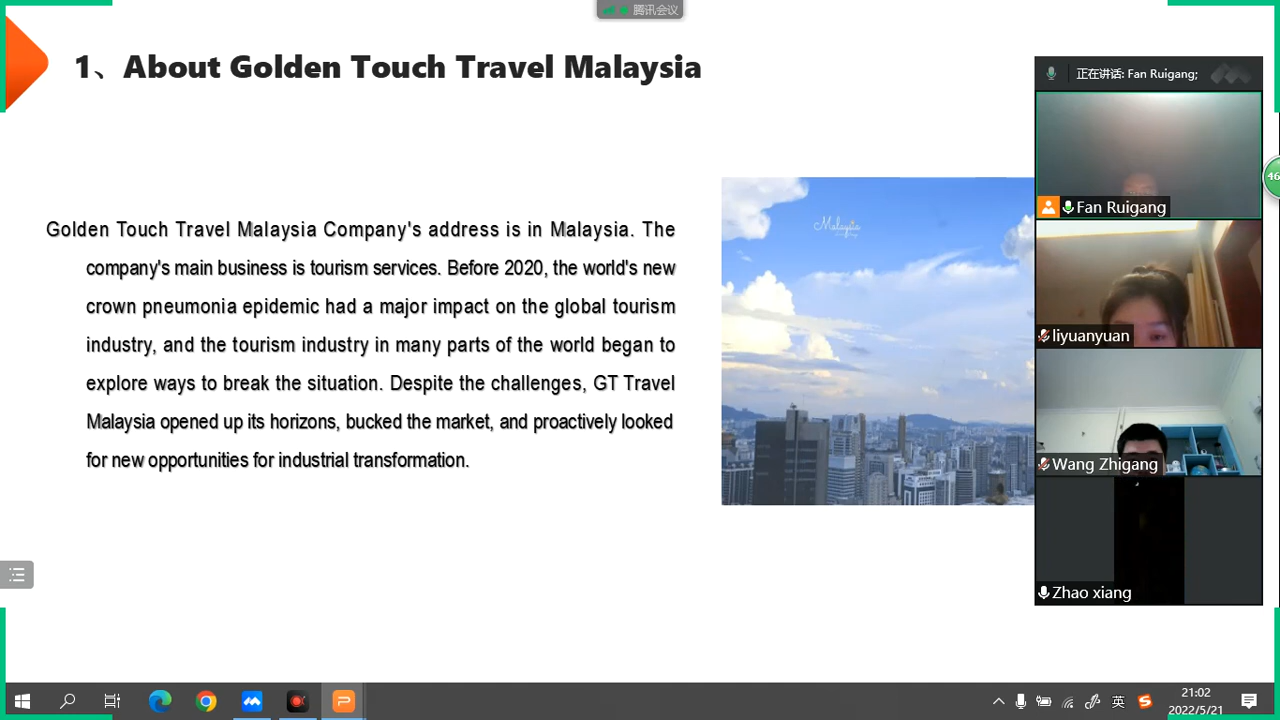 腾讯会议
1、About Golden Touch Travel Malaysia
正在讲话: Fan Ruigang;
Malaysia
46
Fan Ruigang
Golden Touch Travel Malaysia Company's address is in Malaysia. The
company's main business is tourism services. Before 2020, the world's new
crown pneumonia epidemic had a major impact on the global tourism
industry, and the tourism industry in many parts of the world began to
explore ways to break the situation. Despite the challenges, GT Travel
Malaysia opened up its horizons, bucked the market, and proactively looked
for new opportunities for industrial transformation.
liyuanyuan
Wang Zhigang
Zhao xiang
英
21:02
2022/5/21